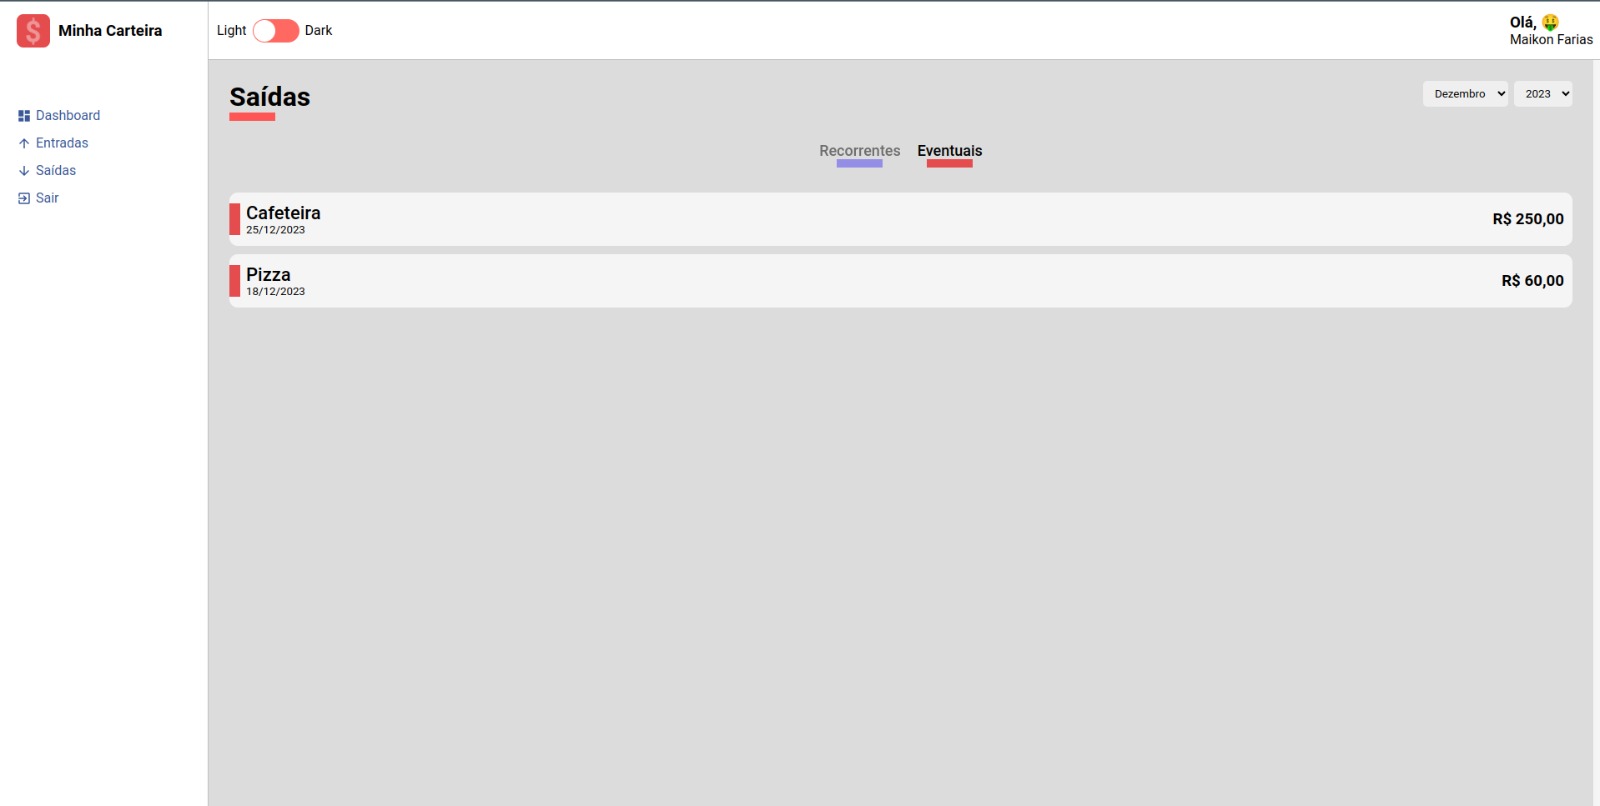 Minha Carteira
Light Dark
Olá, 🤑
Maikon Farias
Dashboard
Entradas
Saídas
Sair
Saídas
Dezembro 2023
Recorrentes Eventuais
Cafeteira
25/12/2023
R$ 250,00
Pizza
18/12/2023
R$ 60,00